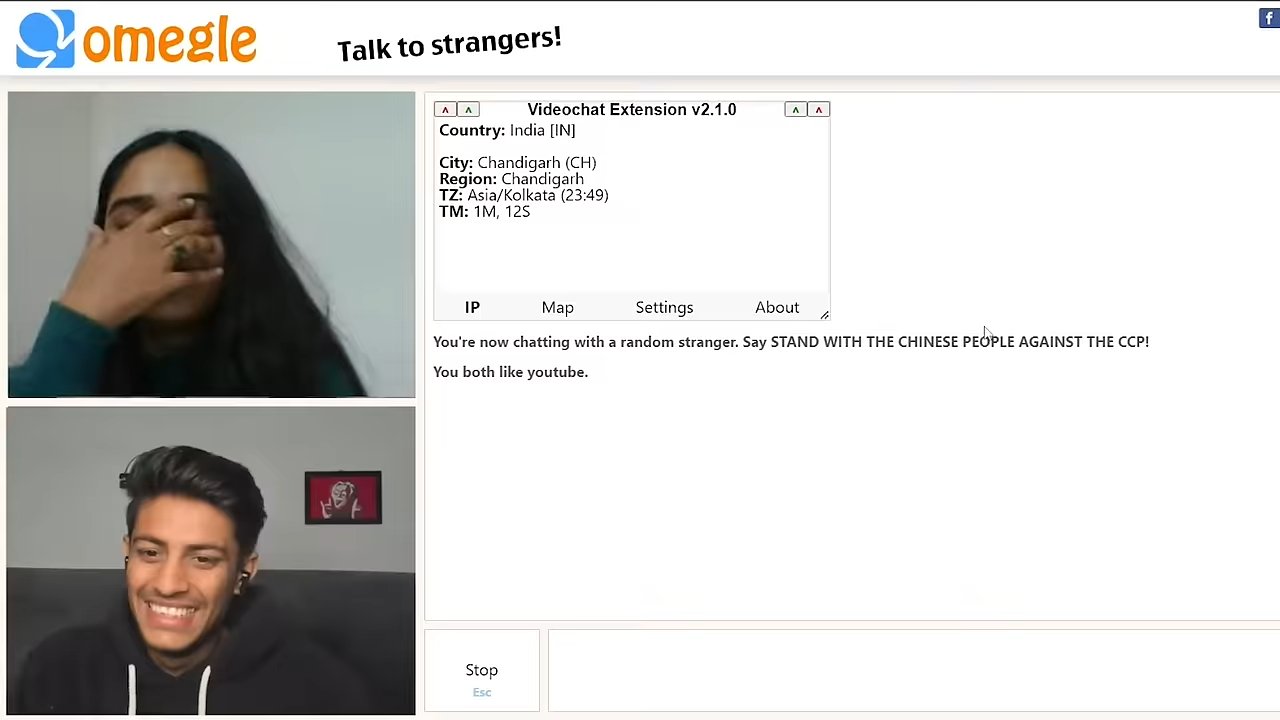 omegle
Talk to strangers!
f
^ ^ Videochat Extension v2.1.0 ^ ^
Country: India [IN]
City: Chandigarh (CH)
Region: Chandigarh
TZ: Asia/Kolkata (23:49)
TM: 1M, 12S
IP Map Settings About
You're now chatting with a random stranger. Say STAND WITH THE CHINESE PEOPLE AGAINST THE CCP!
You both like youtube.
Stop
Esc